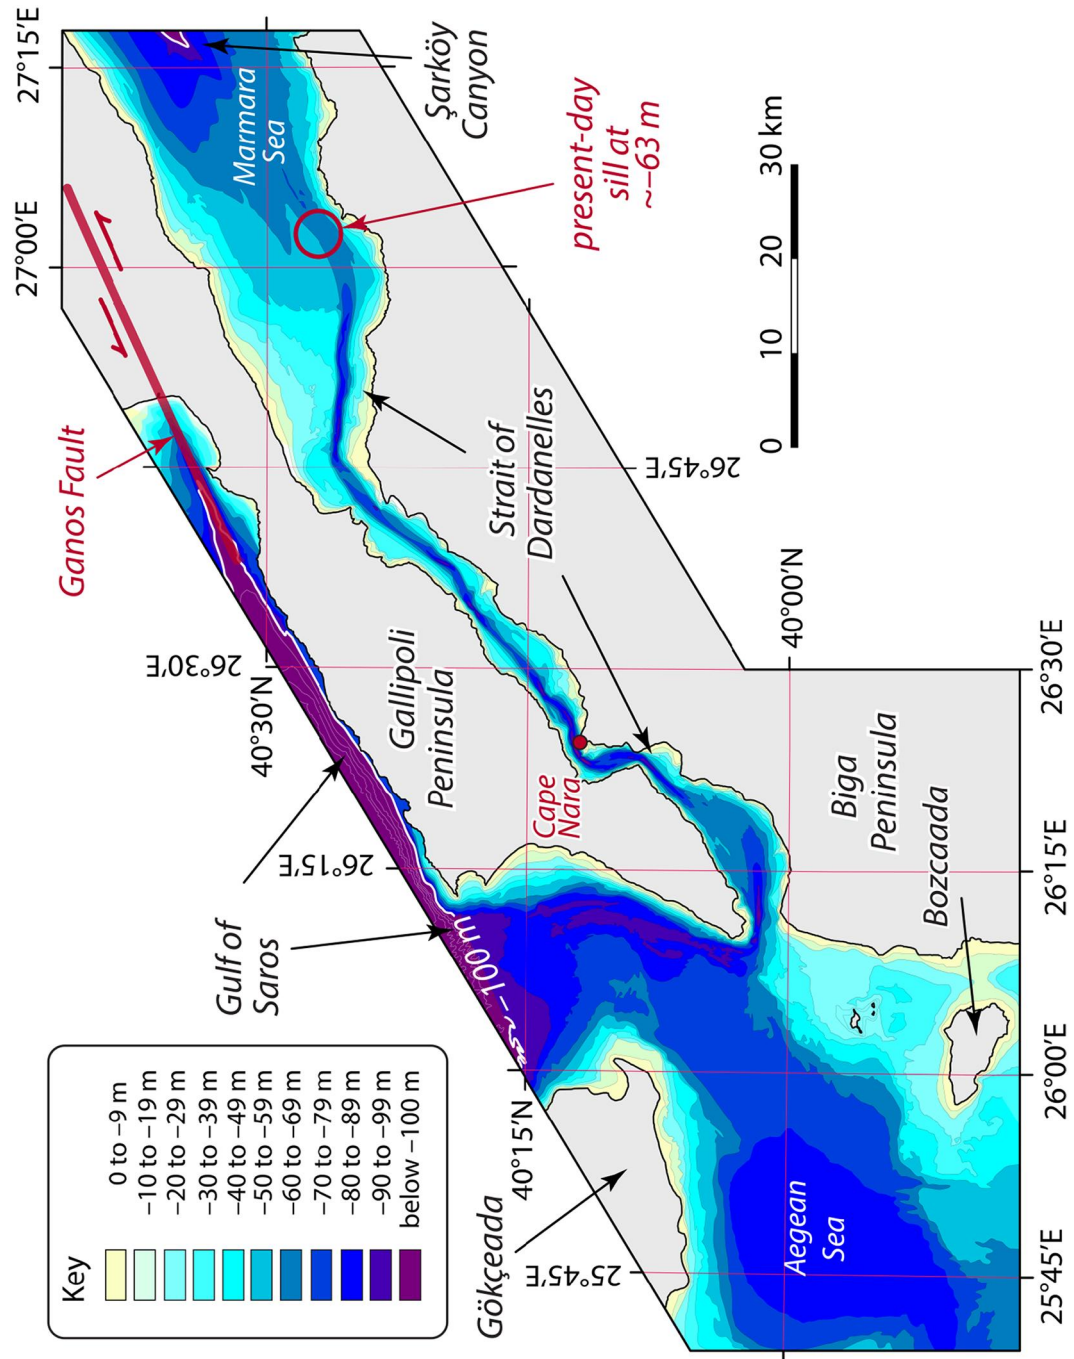 Key
0 to –9 m
–10 to –19 m
–20 to –29 m
–30 to –39 m
–40 to –49 m
–50 to –59 m
–60 to –69 m
–70 to –79 m
–80 to –89 m
–90 to –99 m
below –100 m
Gulf of
Saros
Ganos Fault
27°00′E
27°15′E
Marmara
Sea
Şarköy
Canyon
present-day
sill at
~–63 m
0
10
20
30 km
26°30′E
40°30′N
Gallipoli
Peninsula
Strait of
Dardanelles
26°45′E
26°15′E
–100 m
Cape
Nara
40°00′N
Gökçeada
40°15′N
25°45′E
Aegean
Sea
Biga
Peninsula
Bozcaada
25°45′E
26°00′E
26°15′E
26°30′E